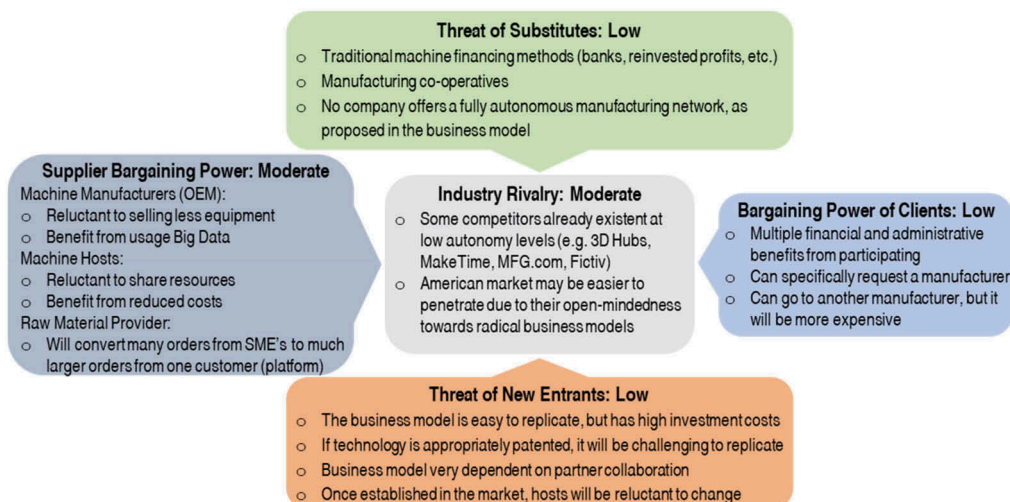 Threat of Substitutes: Low
o Traditional machine financing methods (banks, reinvested profits, etc.)
o Manufacturing co-operatives
o No company offers a fully autonomous manufacturing network, as
proposed in the business model
Supplier Bargaining Power: Moderate
Machine Manufacturers (OEM):
o Reluctant to selling less equipment
o Benefit from usage Big Data
Machine Hosts:
o Reluctant to share resources
o Benefit from reduced costs
Raw Material Provider:
o Will convert many orders from SME's to much
larger orders from one customer (platform)
Industry Rivalry: Moderate
o Some competitors already existent at
low autonomy levels (e.g. 3D Hubs,
MakeTime, MFG.com, Fictiv)
o American market may be easier to
penetrate due to their open-mindedness
towards radical business models
Bargaining Power of Clients: Low
o Multiple financial and administrative
benefits from participating
o Can specifically request a manufacturer
o Can go to another manufacturer, but it
will be more expensive
Threat of New Entrants: Low
o The business model is easy to replicate, but has high investment costs
o If technology is appropriately patented, it will be challenging to replicate
o Business model very dependent on partner collaboration
o Once established in the market, hosts will be reluctant to change